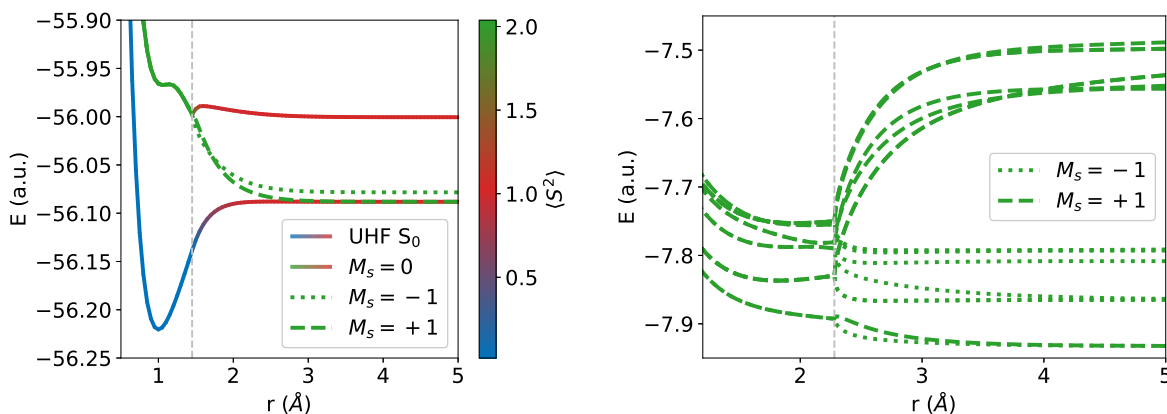 E (a.u.)
−55.90
−55.95
−56.00
−56.05
−56.10
−56.15
−56.20
−56.25
1
2
3
4
5
r (Å)
UHF S₀
Mₛ = 0
Mₛ = −1
Mₛ = +1
2.0
1.5
1.0
0.5
⟨S²⟩
E (a.u.)
−7.5
−7.6
−7.7
−7.8
−7.9
2
3
4
5
r (Å)
Mₛ = −1
Mₛ = +1